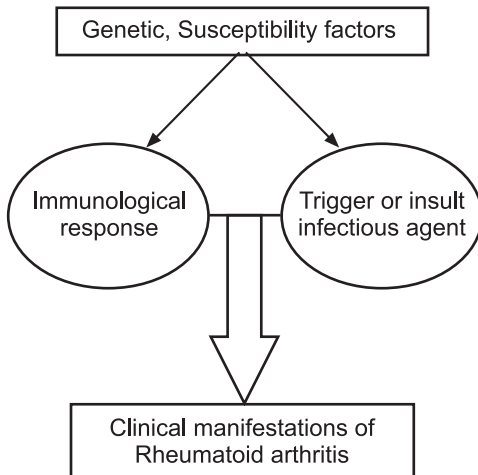 Genetic, Susceptibility factors
Immunological
response
Trigger or insult
infectious agent
Clinical manifestations of
Rheumatoid arthritis